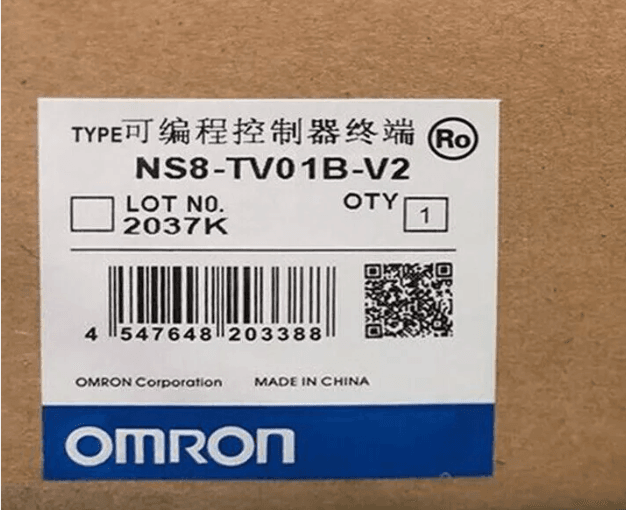 TYPE可编程控制器终端 Ro
NS8-TV01B-V2
LOT N0. QTY 1
2037K
4 547648 203388
OMRON Corporation MADE IN CHINA
OMRON